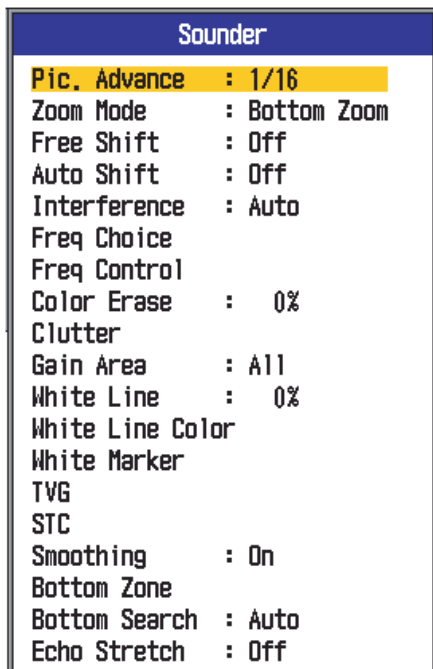 Sounder
Pic. Advance : 1/16
Zoom Mode : Bottom Zoom
Free Shift : Off
Auto Shift : Off
Interference : Auto
Freq Choice
Freq Control
Color Erase : 0%
Clutter
Gain Area : All
White Line : 0%
White Line Color
White Marker
TVG
STC
Smoothing : On
Bottom Zone
Bottom Search : Auto
Echo Stretch : Off